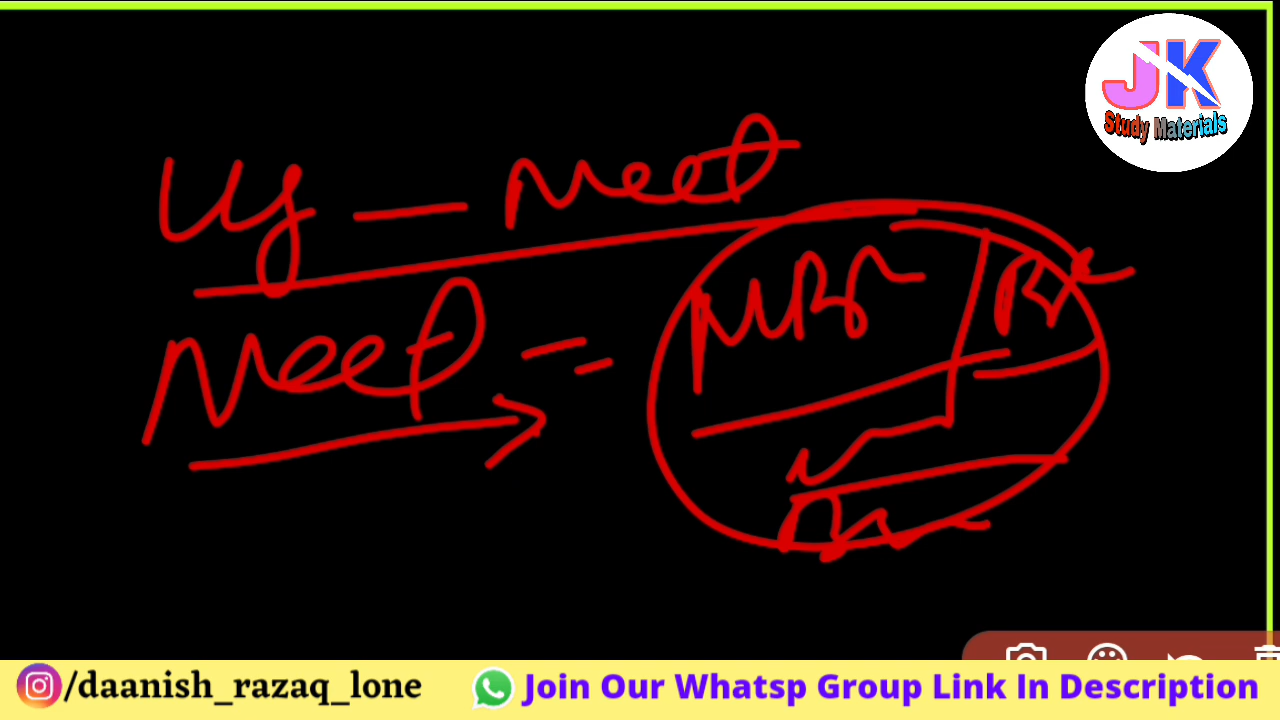 JK
Study Materials
Ug - Neet
Neet =
/daanish_razaq_lone
Join Our Whatsp Group Link In Description